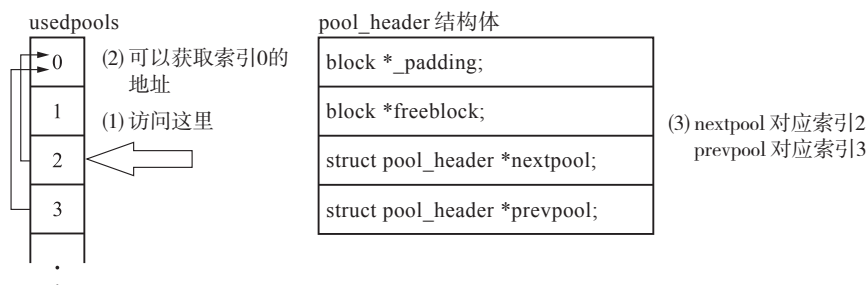 usedpools
0
1
2
3
(2) 可以获取索引0的
地址
(1) 访问这里
pool_header 结构体
block *_padding;
block *freeblock;
struct pool_header *nextpool;
struct pool_header *prevpool;
(3) nextpool 对应索引2
prevpool 对应索引3